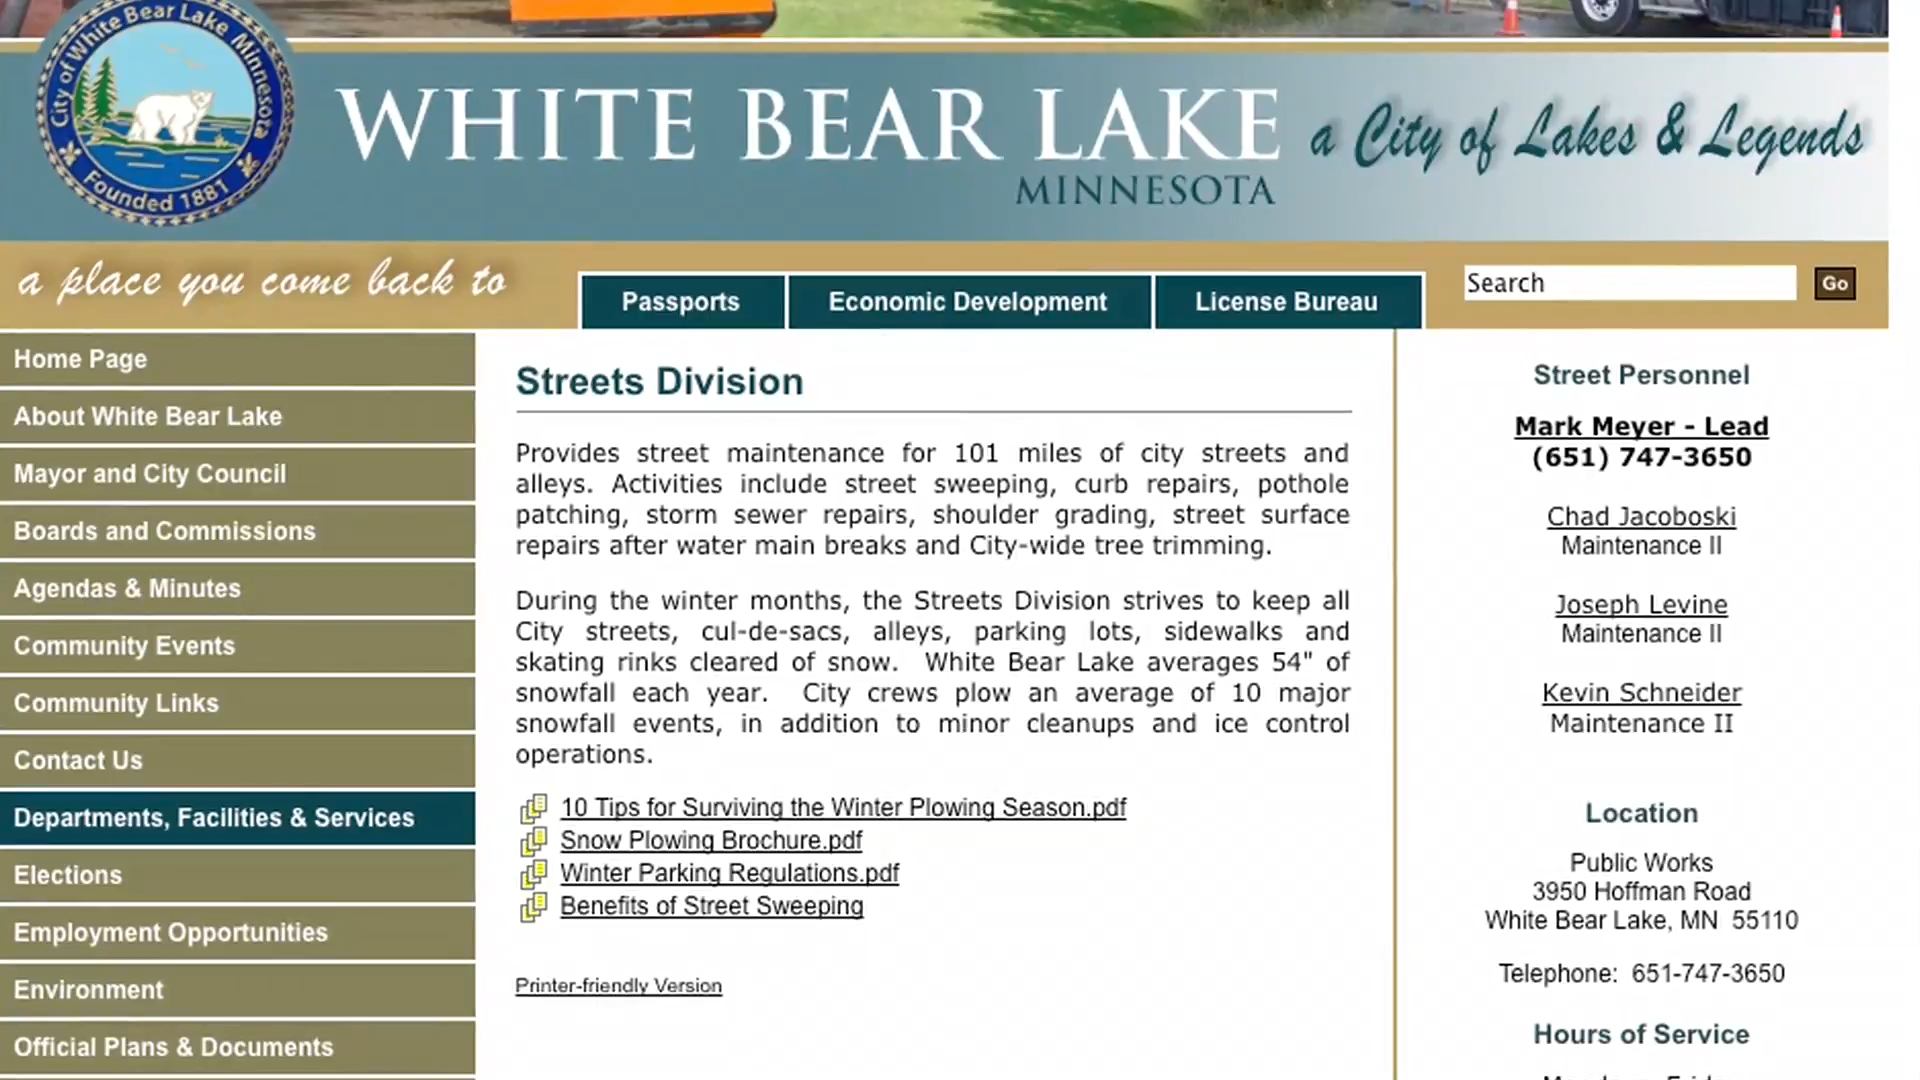 City of White Bear Lake Minnesota
Founded 1881
WHITE BEAR LAKE
MINNESOTA
a City of Lakes & Legends
a place you come back to
Passports
Economic Development
License Bureau
Search
Go
Home Page
About White Bear Lake
Mayor and City Council
Boards and Commissions
Agendas & Minutes
Community Events
Community Links
Contact Us
Departments, Facilities & Services
Elections
Employment Opportunities
Environment
Official Plans & Documents
Streets Division
Provides street maintenance for 101 miles of city streets and
alleys. Activities include street sweeping, curb repairs, pothole
patching, storm sewer repairs, shoulder grading, street surface
repairs after water main breaks and City-wide tree trimming.
During the winter months, the Streets Division strives to keep all
City streets, cul-de-sacs, alleys, parking lots, sidewalks and
skating rinks cleared of snow. White Bear Lake averages 54" of
snowfall each year. City crews plow an average of 10 major
snowfall events, in addition to minor cleanups and ice control
operations.
10 Tips for Surviving the Winter Plowing Season.pdf
Snow Plowing Brochure.pdf
Winter Parking Regulations.pdf
Benefits of Street Sweeping
Printer-friendly Version
Street Personnel
Mark Meyer - Lead
(651) 747-3650
Chad Jacoboski
Maintenance II
Joseph Levine
Maintenance II
Kevin Schneider
Maintenance II
Location
Public Works
3950 Hoffman Road
White Bear Lake, MN 55110
Telephone: 651-747-3650
Hours of Service